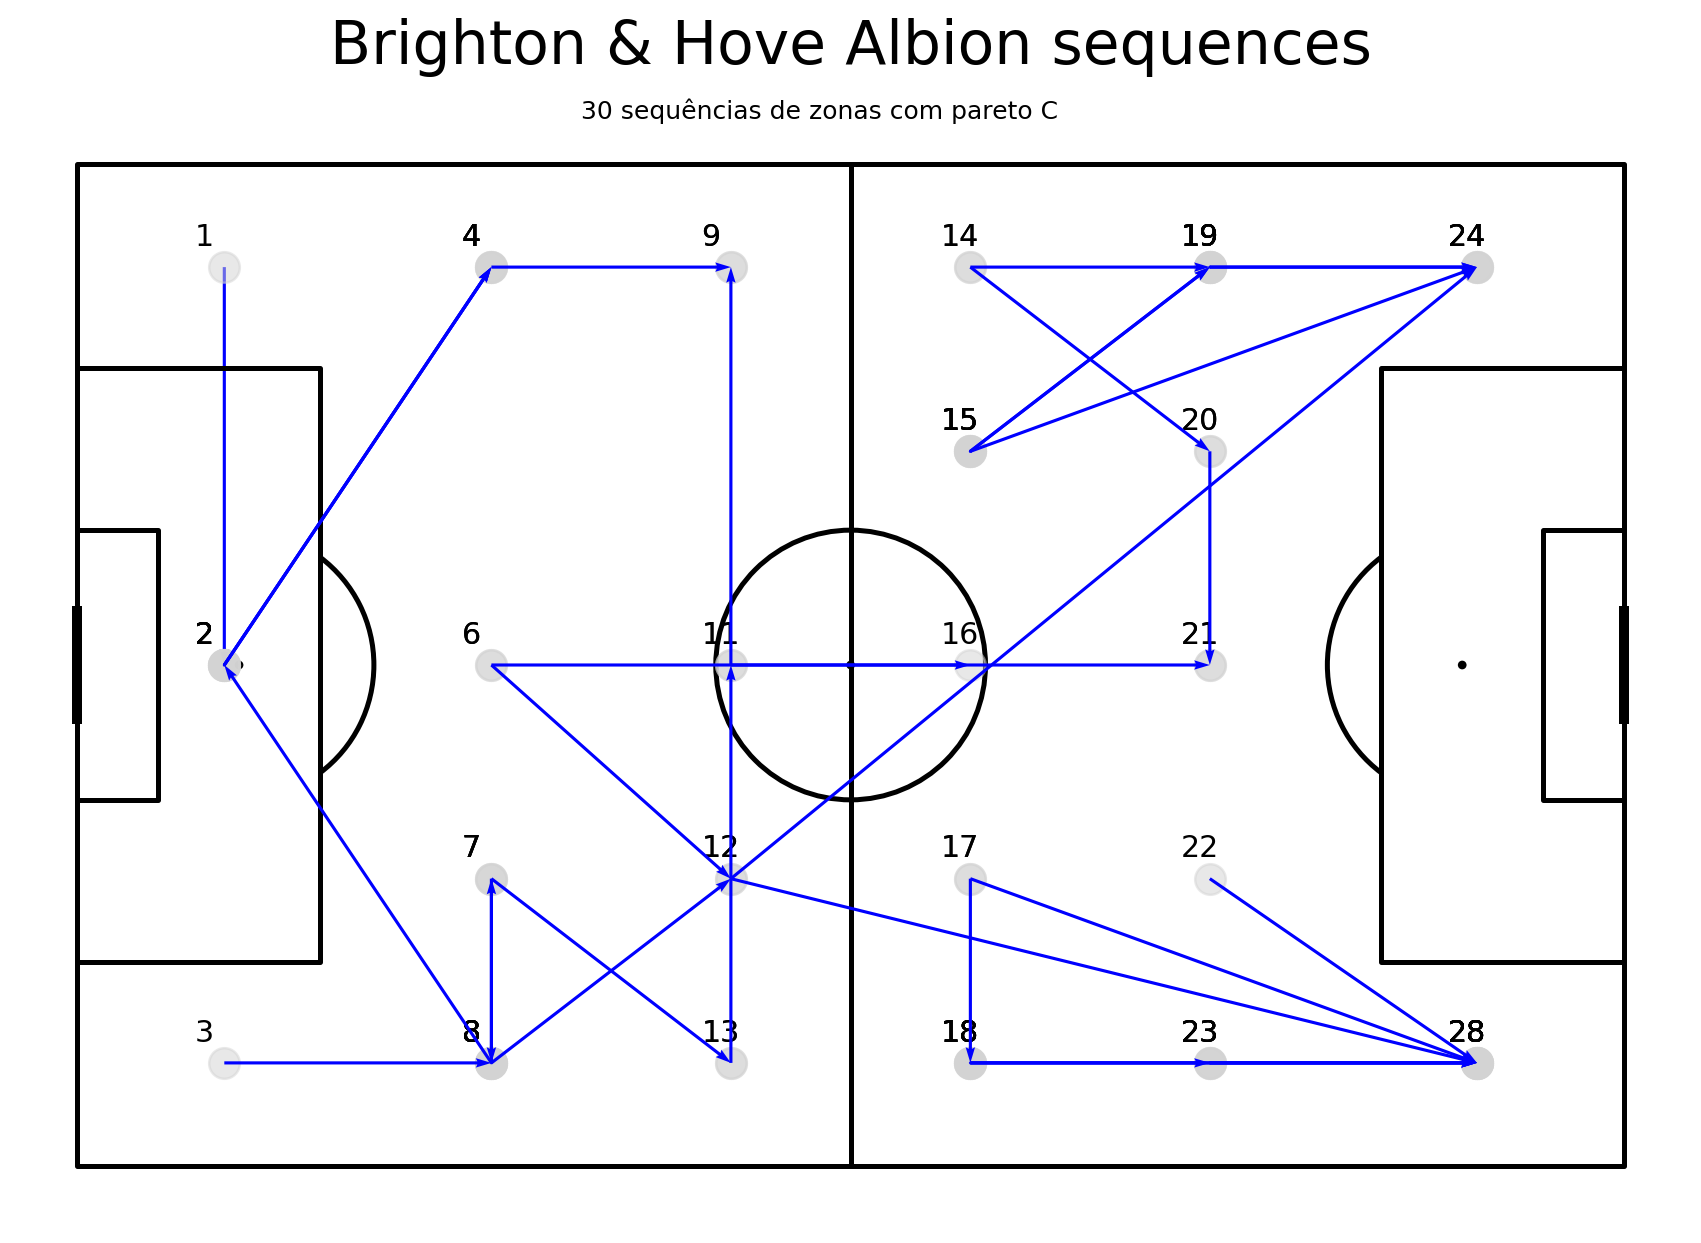 Brighton & Hove Albion sequences
30 sequências de zonas com pareto C
1 4 9 14 19 24
15 20
2 6 11 16 21
7 12 17 22
3 8 13 18 23 28